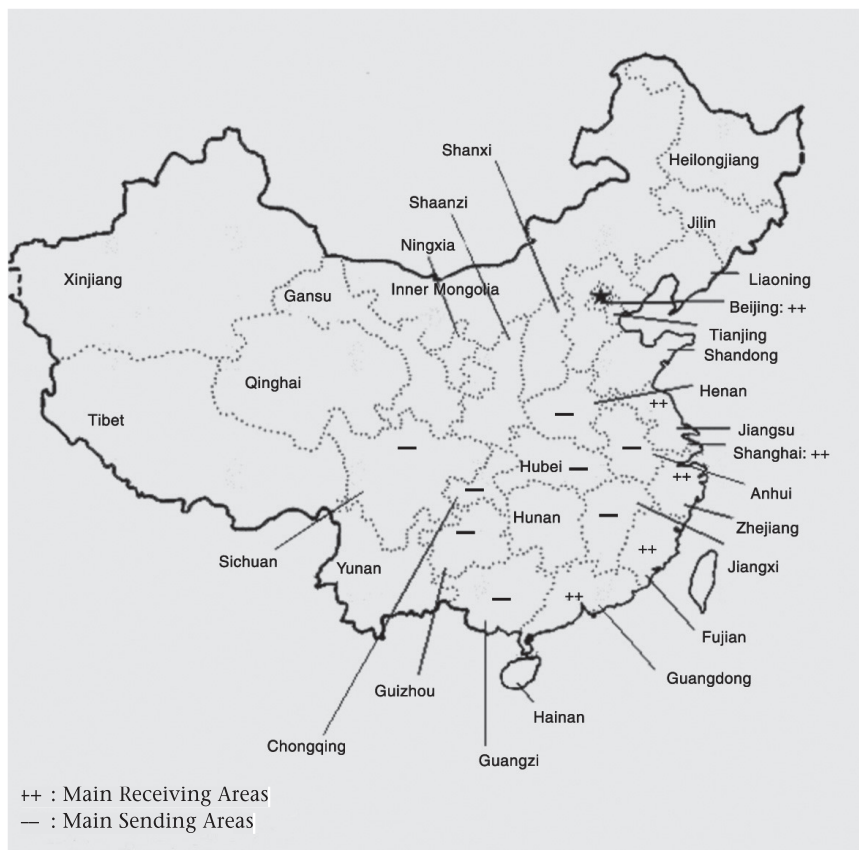 Shanxi
Heilongjiang
Shaanzi
Jilin
Ningxia
Xinjiang
Gansu
Inner Mongolia
Liaoning
Beijing: ++
Tianjing
Shandong
Qinghai
Henan
++
Tibet
—
Jiangsu
—
—
Shanghai: ++
Hubei —
++
—
Anhui
Hunan
—
Zhejiang
—
Sichuan
Yunan
++
Jiangxi
—
++
Fujian
Guizhou
Guangdong
Hainan
Chongqing
Guangzi
++ : Main Receiving Areas
— : Main Sending Areas